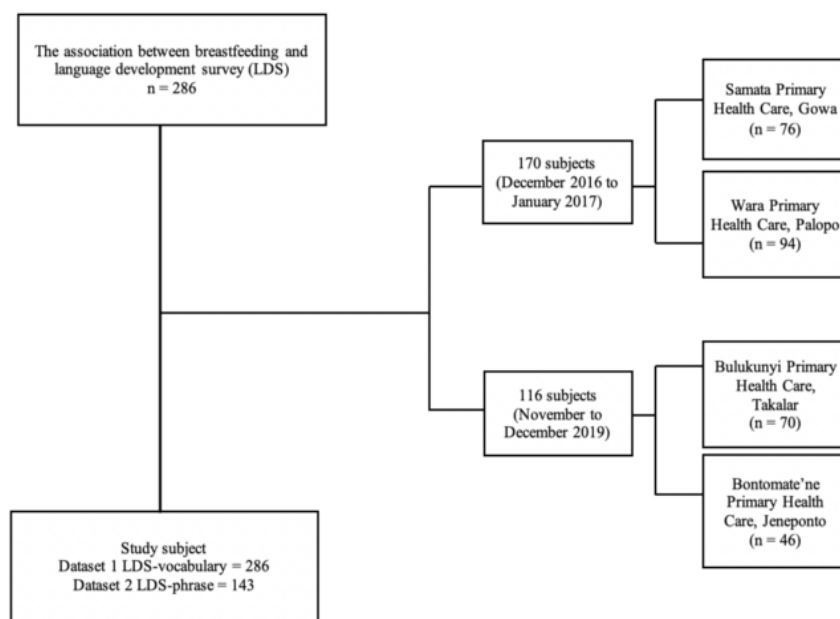 The association between breastfeeding and
language development survey (LDS)
n = 286
170 subjects
(December 2016 to
January 2017)
Samata Primary
Health Care, Gowa
(n = 76)
Wara Primary
Health Care, Palopo
(n = 94)
116 subjects
(November to
December 2019)
Bulukunyi Primary
Health Care,
Takalar
(n = 70)
Bontomate’ne
Primary Health
Care, Jeneponto
(n = 46)
Study subject
Dataset 1 LDS-vocabulary = 286
Dataset 2 LDS-phrase = 143